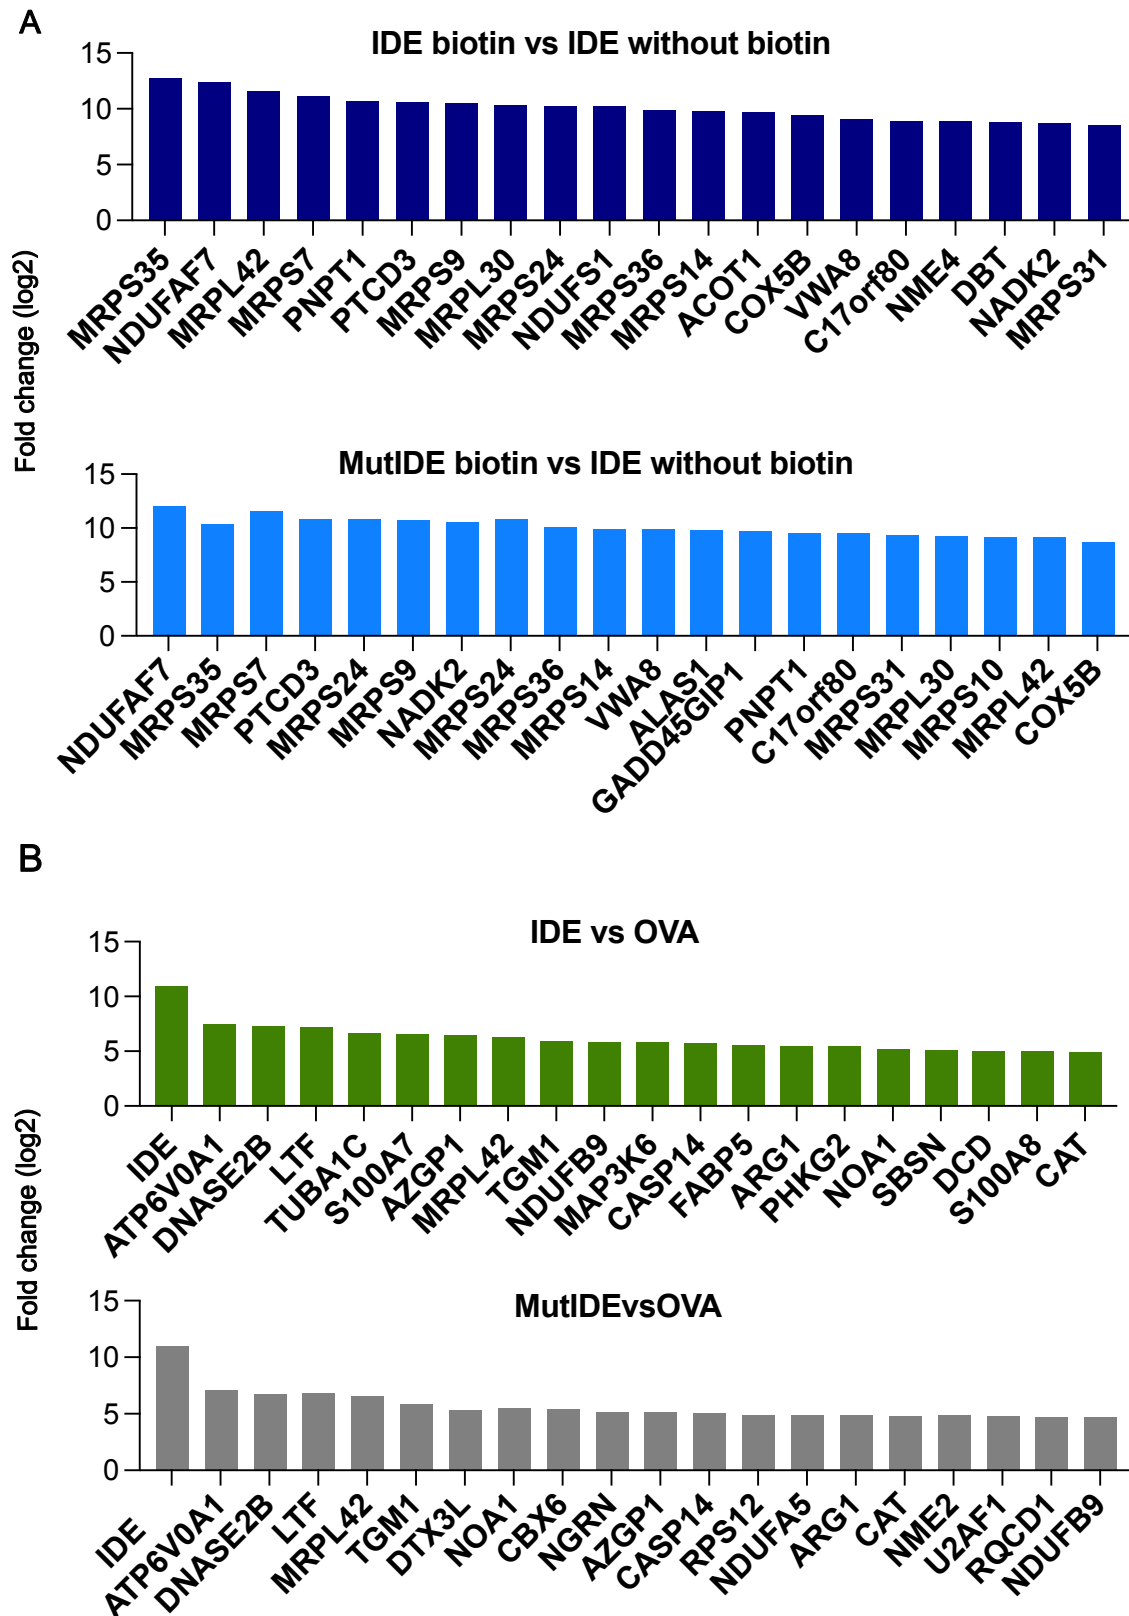 A
IDE biotin vs IDE without biotin
Fold change (log2)
15
10
5
0
MRPS35
NDUFAF7
MRPL42
MRPS7
PNPT1
PTCD3
MRPS9
MRPL30
MRPS24
NDUFS1
MRPS36
MRPS14
ACOT1
COX5B
VWA8
C17orf80
NME4
DBT
NADK2
MRPS31
MutIDE biotin vs IDE without biotin
15
10
5
0
NDUFAF7
MRPS35
MRPS7
PTCD3
MRPS24
MRPS9
NADK2
MRPS24
MRPS36
MRPS14
VWA8
ALAS1
GADD45GIP1
PNPT1
C17orf80
MRPS31
MRPL30
MRPS10
MRPL42
COX5B
B
IDE vs OVA
Fold change (log2)
15
10
5
0
IDE
ATP6V0A1
DNASE2B
LTF
TUBA1C
S100A7
AZGP1
MRPL42
TGM1
NDUFB9
MAP3K6
CASP14
FABP5
ARG1
PHKG2
NOA1
SBSN
DCD
S100A8
CAT
MutIDEvsOVA
15
10
5
0
IDE
ATP6V0A1
DNASE2B
LTF
MRPL42
TGM1
DTX3L
NOA1
CBX6
NGRN
AZGP1
CASP14
RPS12
NDUFA5
ARG1
CAT
NME2
U2AF1
RQCD1
NDUFB9